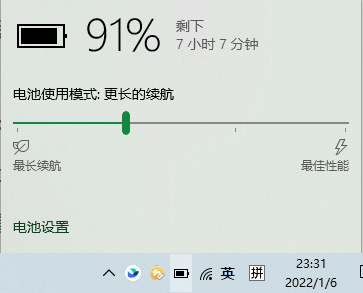 91%
剩下
7 小时 7 分钟
电池使用模式: 更长的续航
最长续航
最佳性能
电池设置
英 拼 23:31
2022/1/6